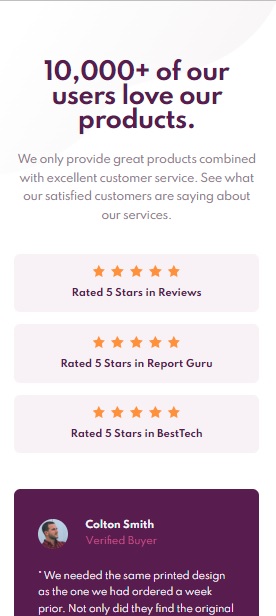 10,000+ of our
users love our
products.
We only provide great products combined
with excellent customer service. See what
our satisfied customers are saying about
our services.
Rated 5 Stars in Reviews
Rated 5 Stars in Report Guru
Rated 5 Stars in BestTech
Colton Smith
Verified Buyer
" We needed the same printed design
as the one we had ordered a week
prior. Not only did they find the original